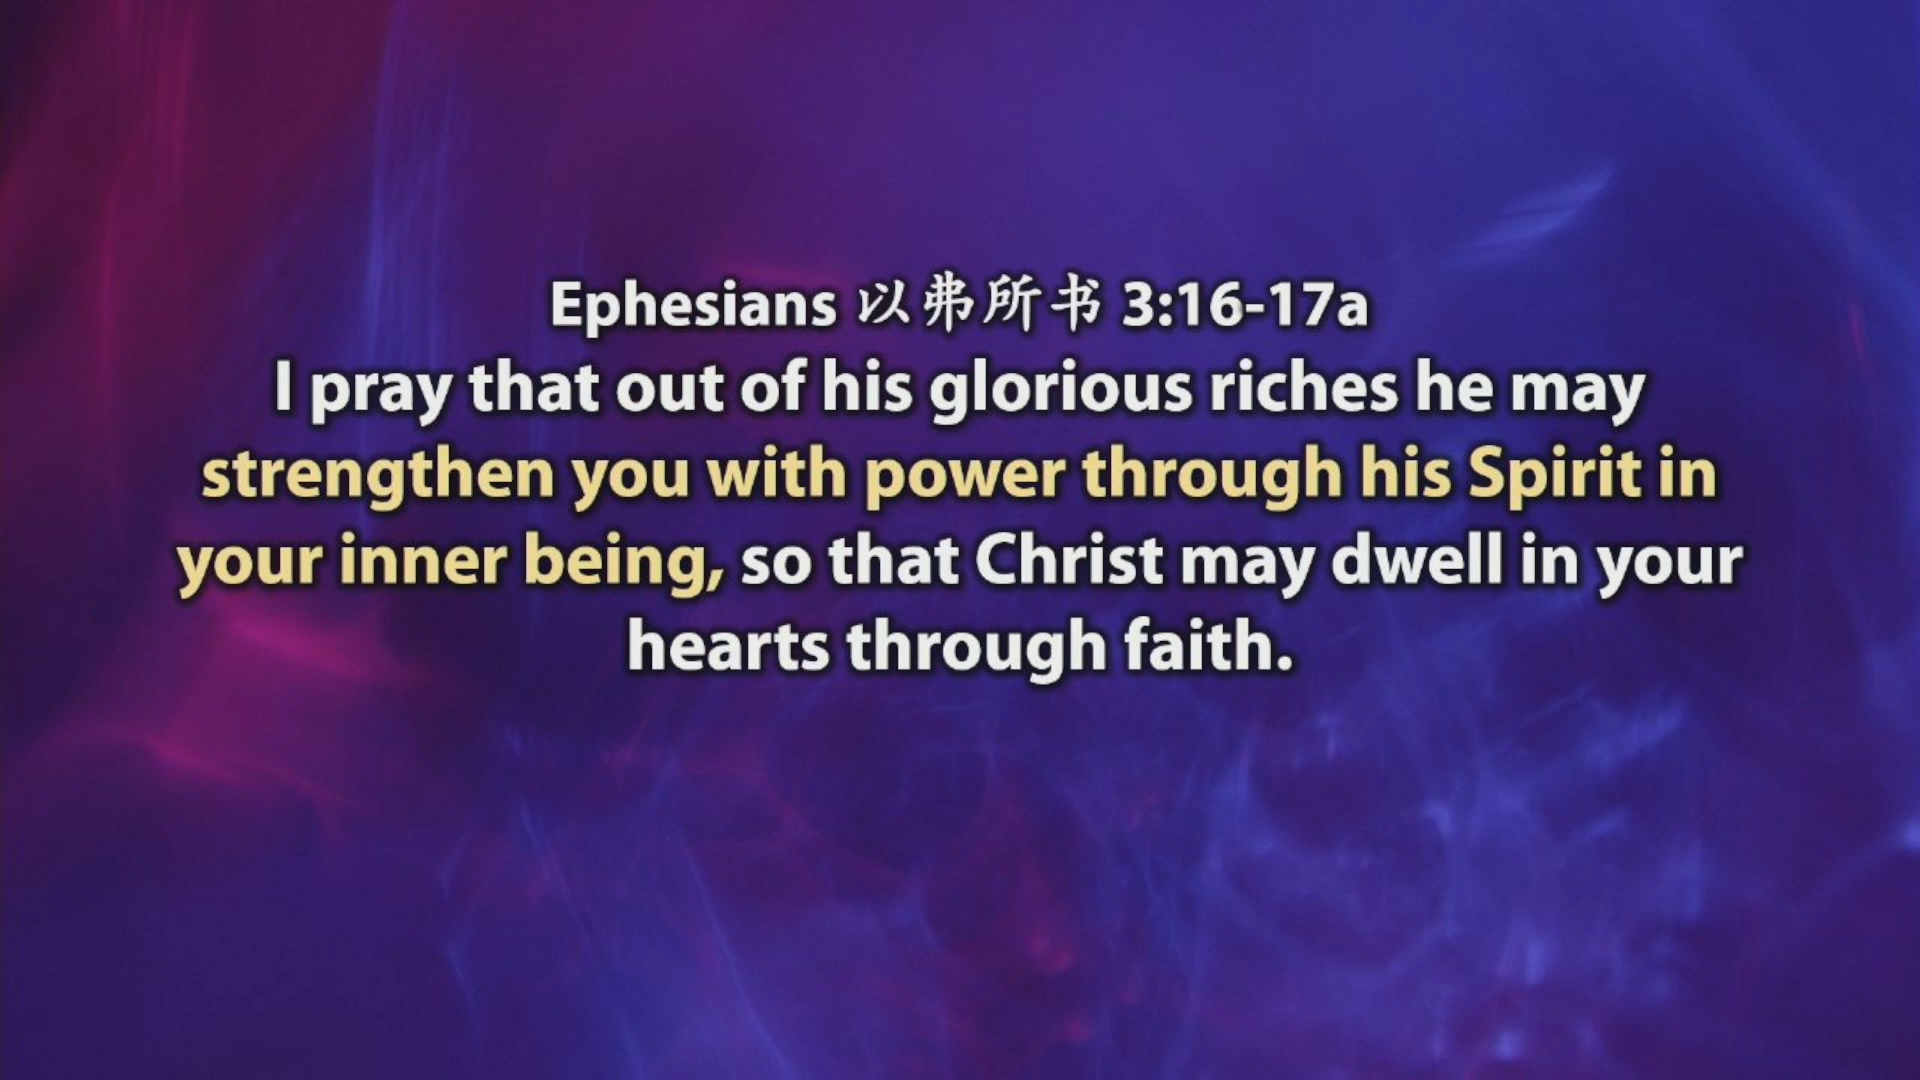 Ephesians 以弗所书 3:16-17a
I pray that out of his glorious riches he may
strengthen you with power through his Spirit in
your inner being, so that Christ may dwell in your
hearts through faith.